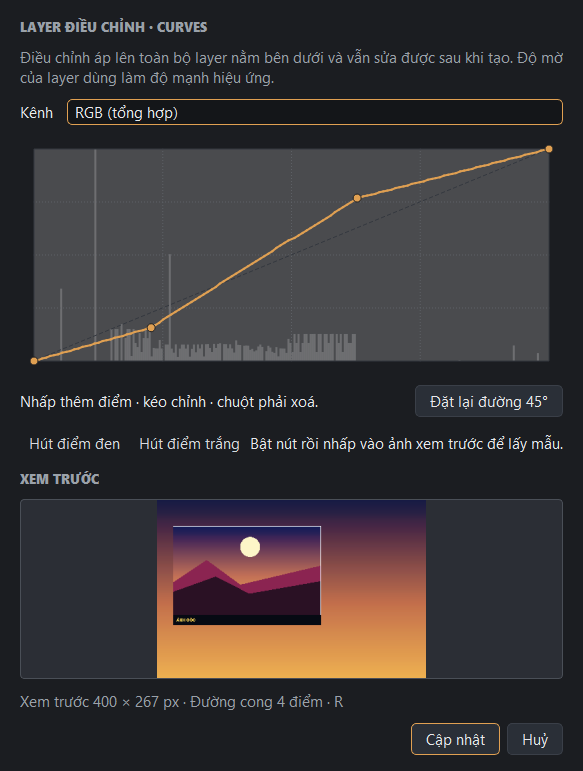 LAYER ĐIỀU CHỈNH · CURVES
Điều chỉnh áp lên toàn bộ layer nằm bên dưới và vẫn sửa được sau khi tạo. Độ mờ
của layer dùng làm độ mạnh hiệu ứng.
Kênh RGB (tổng hợp)
Nhấp thêm điểm · kéo chỉnh · chuột phải xoá. Đặt lại đường 45°
Hút điểm đen Hút điểm trắng Bật nút rồi nhấp vào ảnh xem trước để lấy mẫu.
XEM TRƯỚC
ẢNH GỐC
Xem trước 400 × 267 px · Đường cong 4 điểm · R
Cập nhật Huỷ